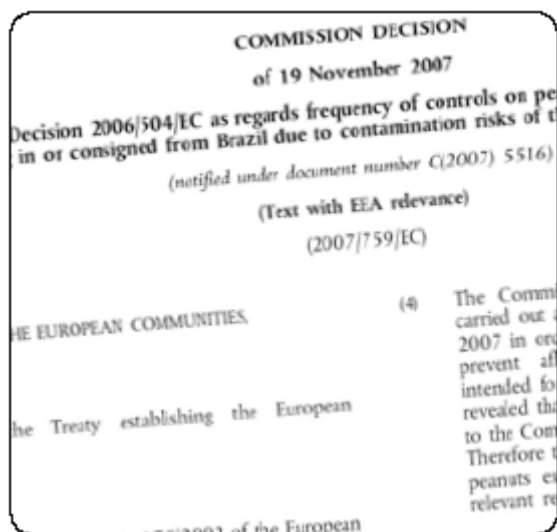 COMMISSION DECISION
of 19 November 2007
Decision 2006/504/EC as regards frequency of controls on pe
in or consigned from Brazil due to contamination risks of t
(notified under document number C(2007) 5516)
(Text with EEA relevance)
(2007/759/EC)
HE EUROPEAN COMMUNITIES,
he Treaty establishing the European
of the European
(4) The Commi
carried out a
2007 in ord
prevent afl
intended fo
revealed tha
to the Com
Therefore t
peanuts ex
relevant re